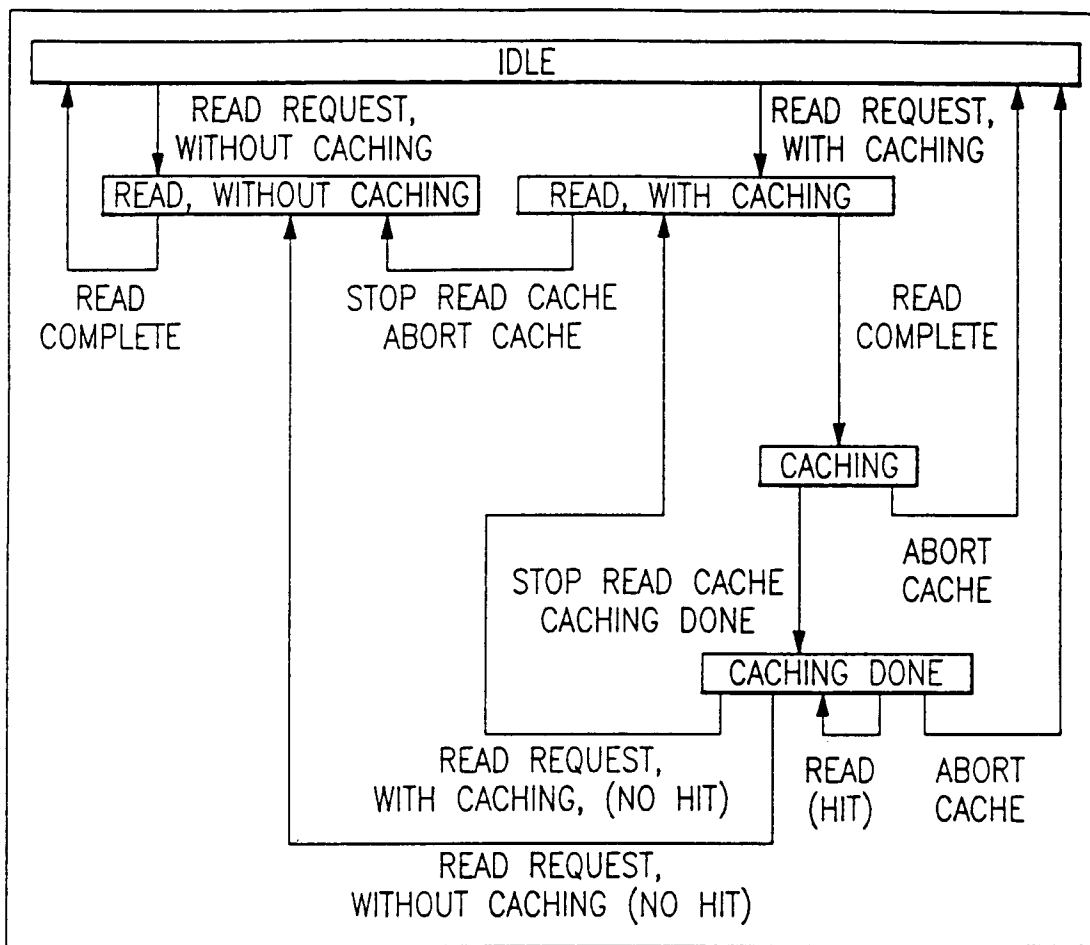 IDLE
READ REQUEST,
WITHOUT CACHING
READ REQUEST,
WITH CACHING
READ, WITHOUT CACHING
READ, WITH CACHING
READ
COMPLETE
STOP READ CACHE
ABORT CACHE
READ
COMPLETE
CACHING
ABORT
CACHE
STOP READ CACHE
CACHING DONE
CACHING DONE
READ REQUEST,
WITH CACHING, (NO HIT)
READ
(HIT)
ABORT
CACHE
READ REQUEST,
WITHOUT CACHING (NO HIT)